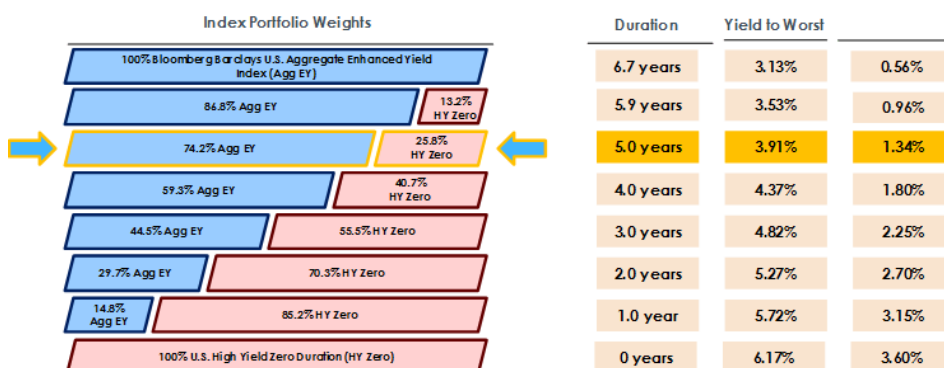 Index Portfolio Weights Duration Yield to Worst
100% Bloomberg Barclays U.S. Aggregate Enhanced Yield
Index (Agg EY) 6.7 years 3.13% 0.56%
86.8% Agg EY 13.2%
HY Zero 5.9 years 3.53% 0.96%
74.2% Agg EY 25.8%
HY Zero 5.0 years 3.91% 1.34%
59.3% Agg EY 40.7%
HY Zero 4.0 years 4.37% 1.80%
44.5% Agg EY 55.5% HY Zero 3.0 years 4.82% 2.25%
29.7% Agg EY 70.3% HY Zero 2.0 years 5.27% 2.70%
14.8%
Agg EY 85.2% HY Zero 1.0 year 5.72% 3.15%
100% U.S. High Yield Zero Duration (HY Zero) 0 years 6.17% 3.60%